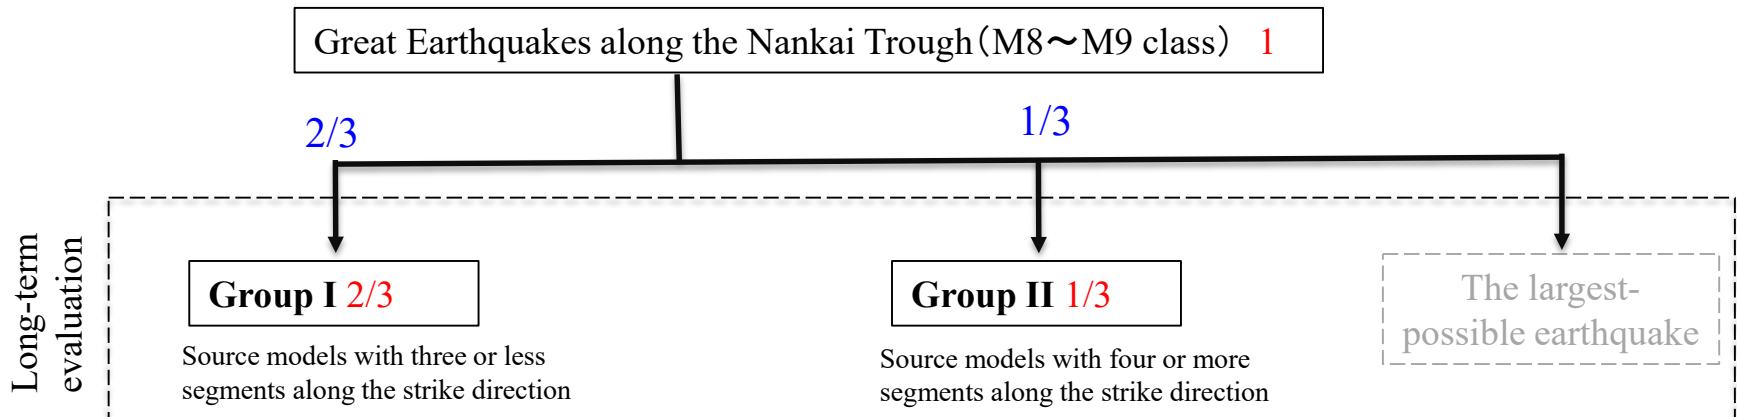 Great Earthquakes along the Nankai Trough（M8～M9 class） 1
2/3
1/3
Long-term
evaluation
Group I 2/3
Source models with three or less
segments along the strike direction
Group II 1/3
Source models with four or more
segments along the strike direction
The largest-
possible earthquake